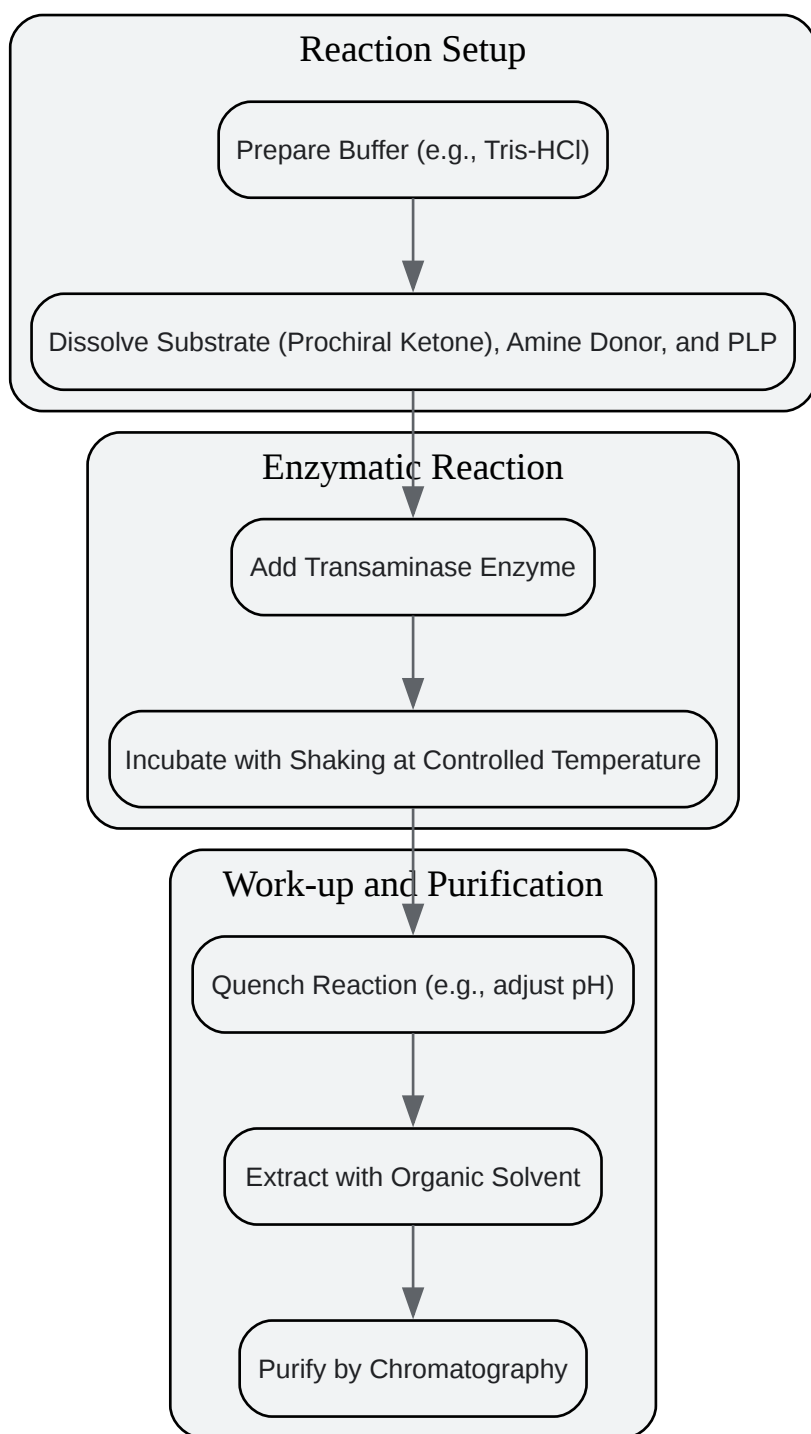 Reaction Setup
Prepare Buffer (e.g., Tris-HCl)
Dissolve Substrate (Prochiral Ketone), Amine Donor, and PLP
Enzymatic Reaction
Add Transaminase Enzyme
Incubate with Shaking at Controlled Temperature
Work-up and Purification
Quench Reaction (e.g., adjust pH)
Extract with Organic Solvent
Purify by Chromatography